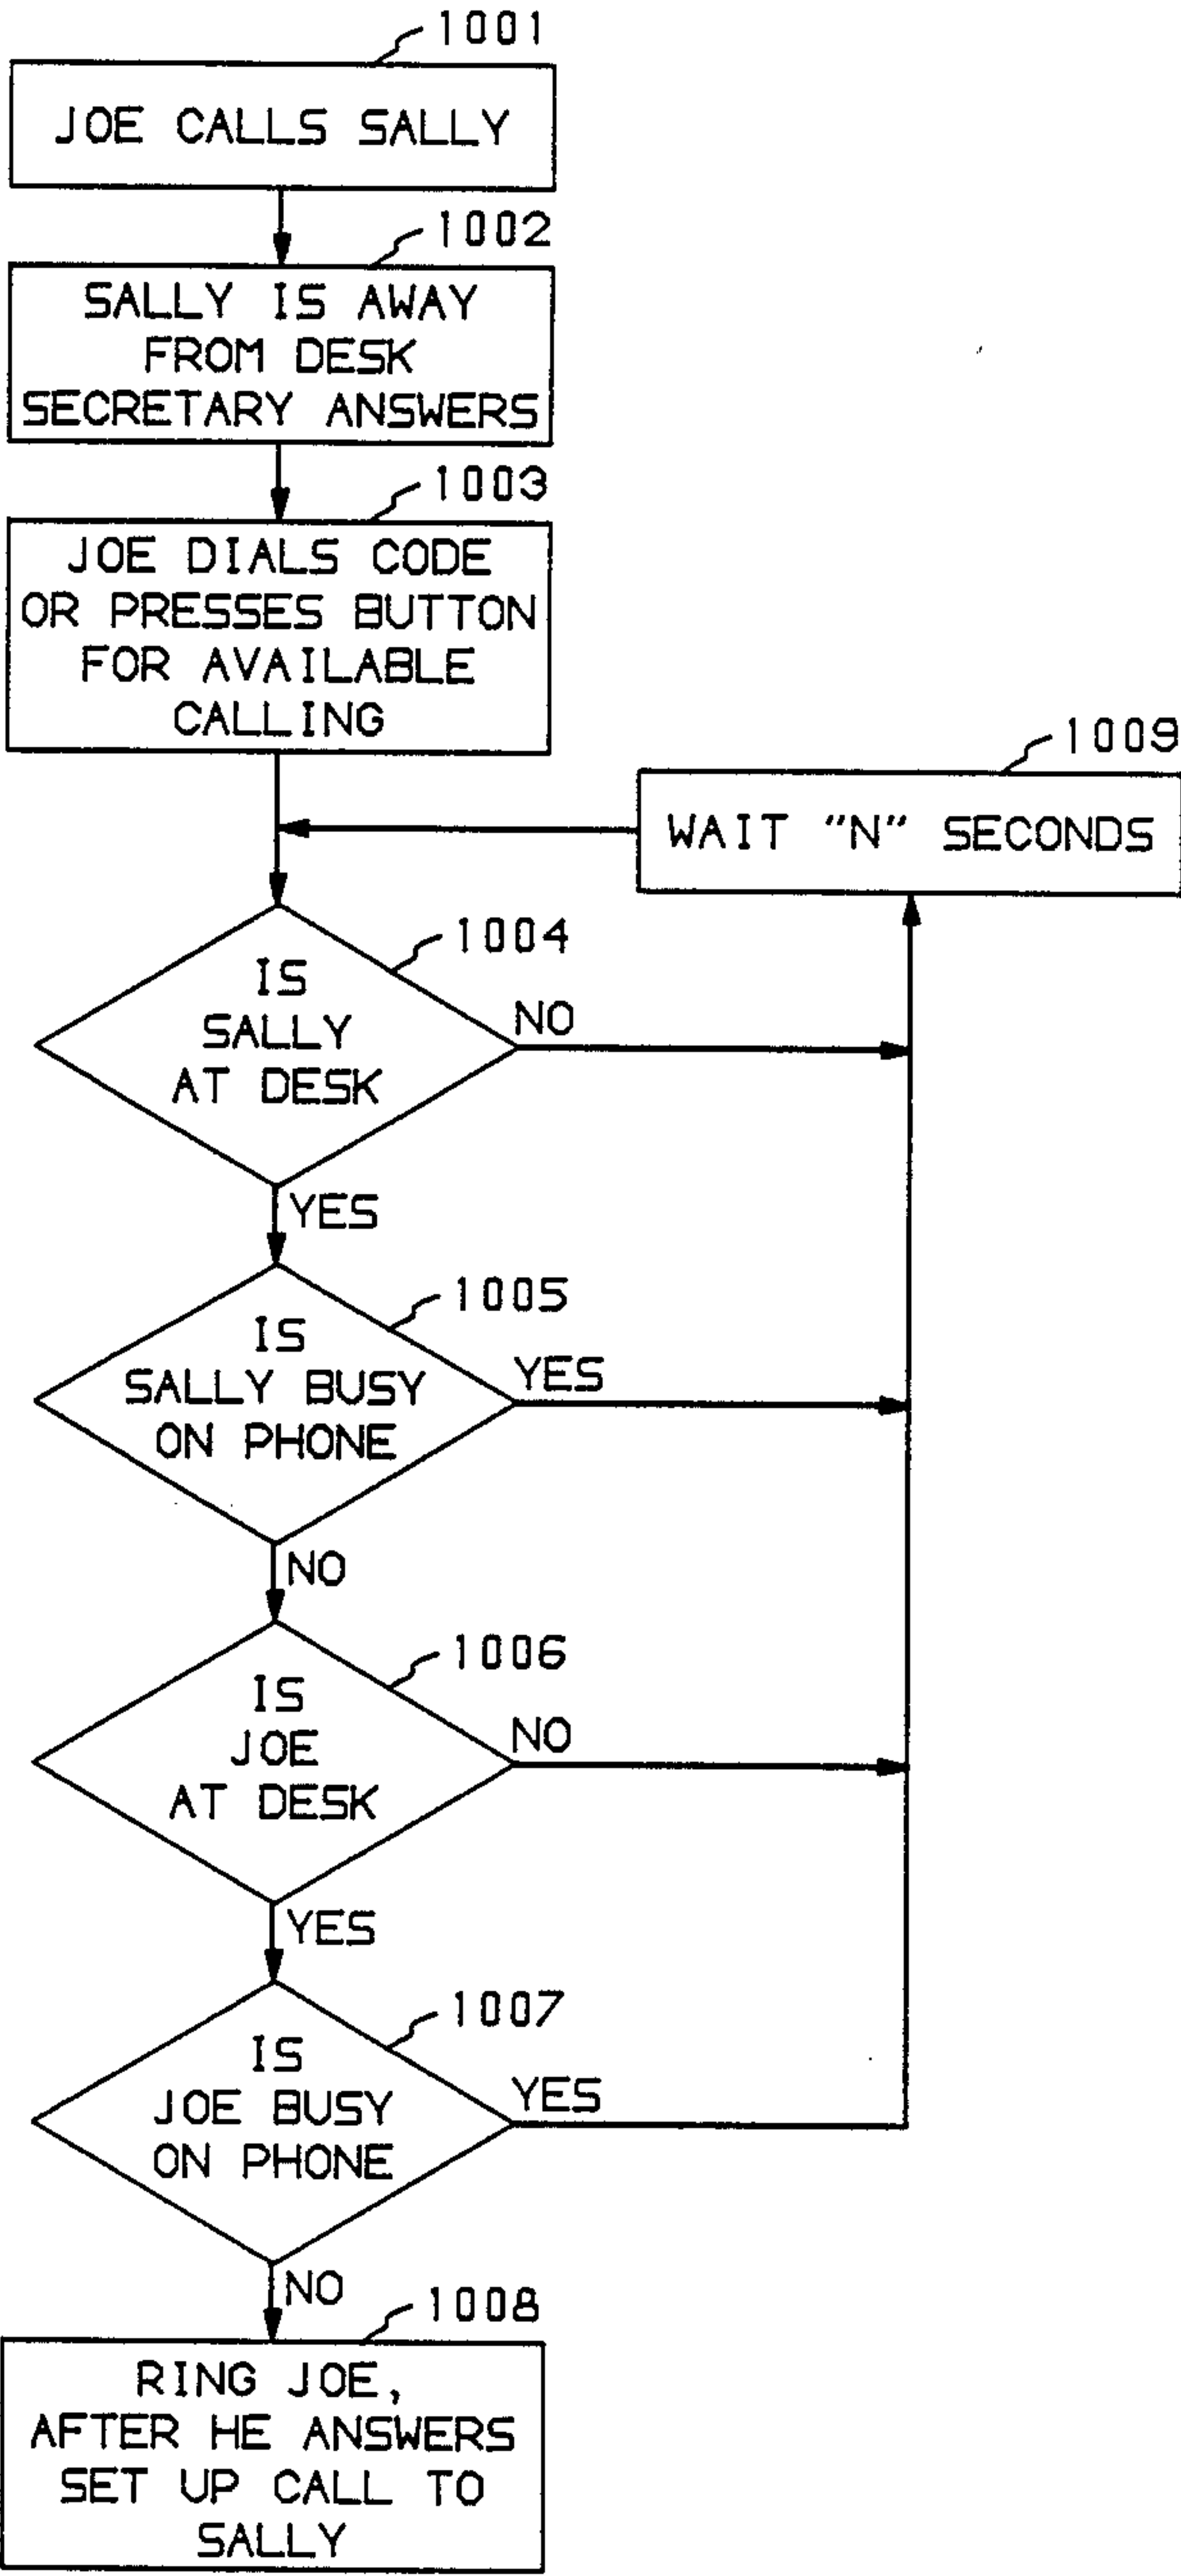 1001
JOE CALLS SALLY
1002
SALLY IS AWAY
FROM DESK
SECRETARY ANSWERS
1003
JOE DIALS CODE
OR PRESSES BUTTON
FOR AVAILABLE
CALLING
1009
WAIT "N" SECONDS
1004
IS
SALLY
AT DESK
NO
YES
1005
IS
SALLY BUSY
ON PHONE
YES
NO
1006
IS
JOE
AT DESK
NO
YES
1007
IS
JOE BUSY
ON PHONE
YES
NO
1008
RING JOE,
AFTER HE ANSWERS
SET UP CALL TO
SALLY